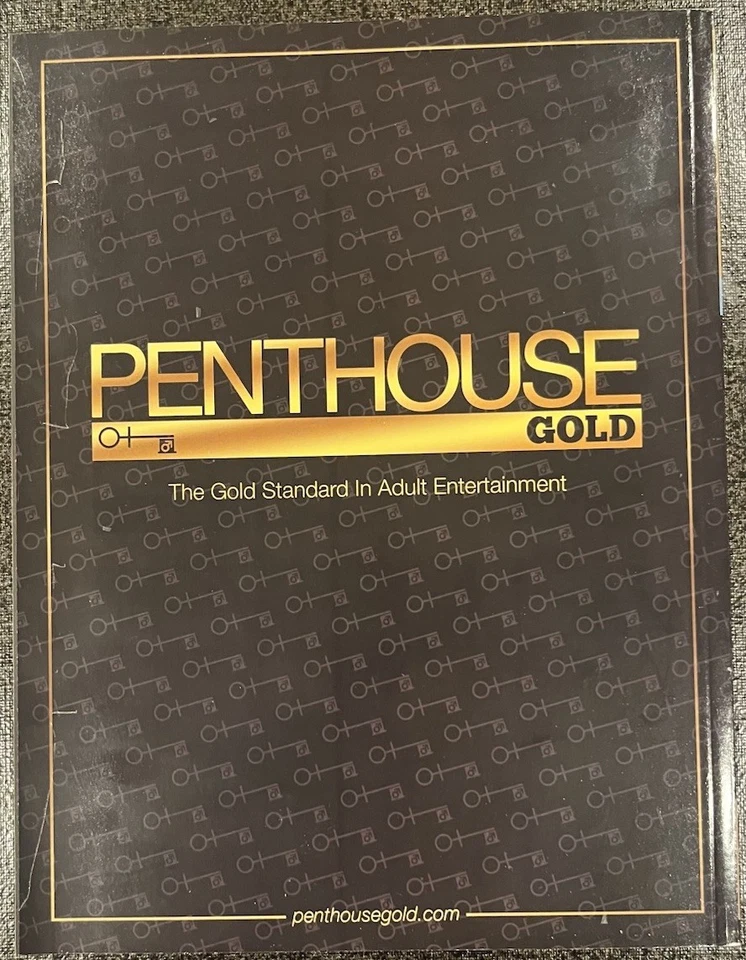 PENTHOUSE
GOLD
The Gold Standard In Adult Entertainment
penthousegold.com